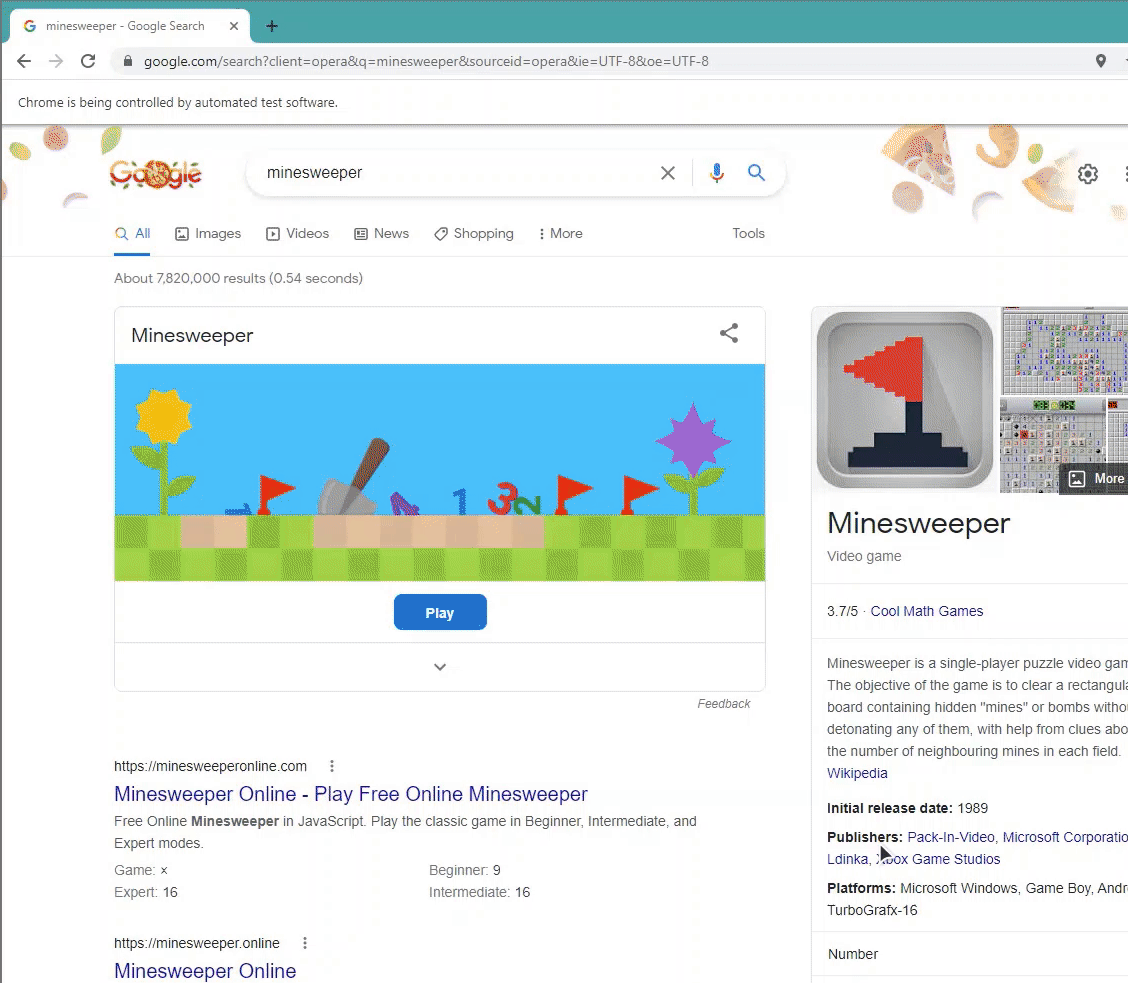 minesweeper - Google Search
google.com/search?client=opera&q=minesweeper&sourceid=opera&ie=UTF-8&oe=UTF-8
Chrome is being controlled by automated test software.
Google
minesweeper
All Images Videos News Shopping More Tools
About 7,820,000 results (0.54 seconds)
Minesweeper
4 1 3 2
Play
Feedback
https://minesweeperonline.com
Minesweeper Online - Play Free Online Minesweeper
Free Online Minesweeper in JavaScript. Play the classic game in Beginner, Intermediate, and
Expert modes.
Game: × Beginner: 9
Expert: 16 Intermediate: 16
https://minesweeper.online
Minesweeper Online
More
Minesweeper
Video game
3.7/5 · Cool Math Games
Minesweeper is a single-player puzzle video gam
The objective of the game is to clear a rectangula
board containing hidden "mines" or bombs withou
detonating any of them, with help from clues abo
the number of neighbouring mines in each field.
Wikipedia
Initial release date: 1989
Publishers: Pack-In-Video, Microsoft Corporatio
Ldinka, Xbox Game Studios
Platforms: Microsoft Windows, Game Boy, Andr
TurboGrafx-16
Number